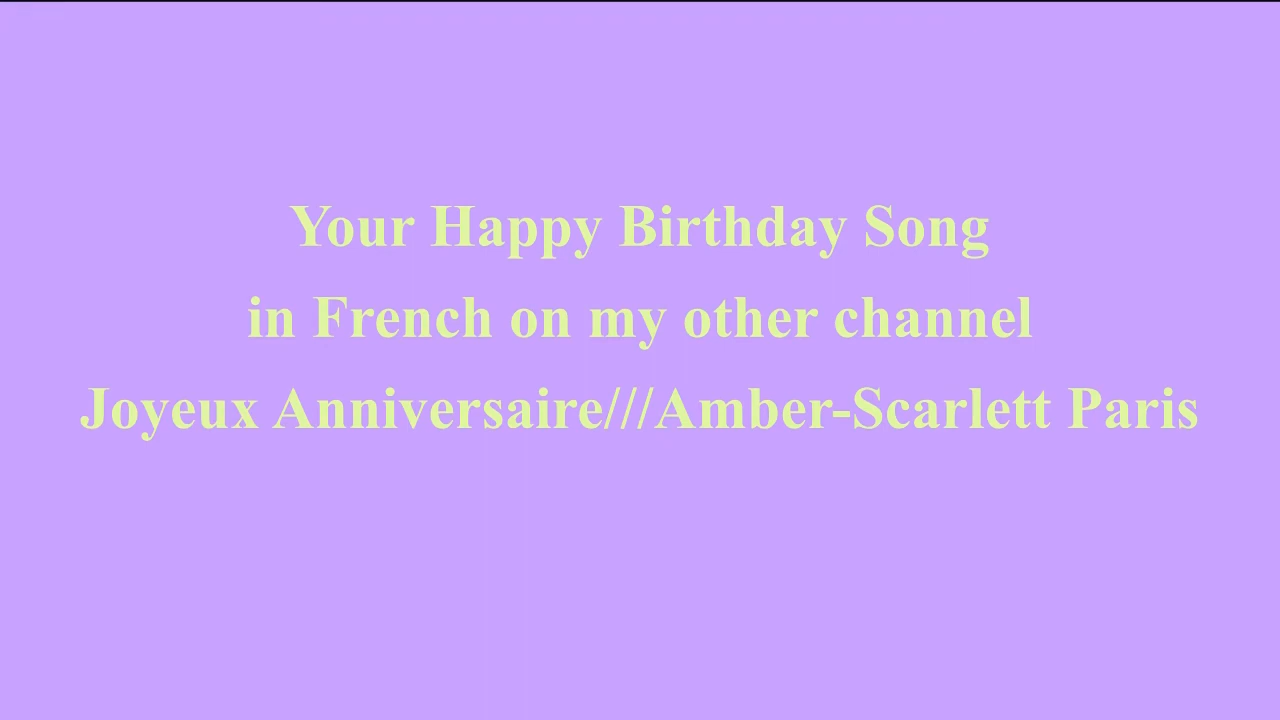 Your Happy Birthday Song
in French on my other channel
Joyeux Anniversaire///Amber-Scarlett Paris